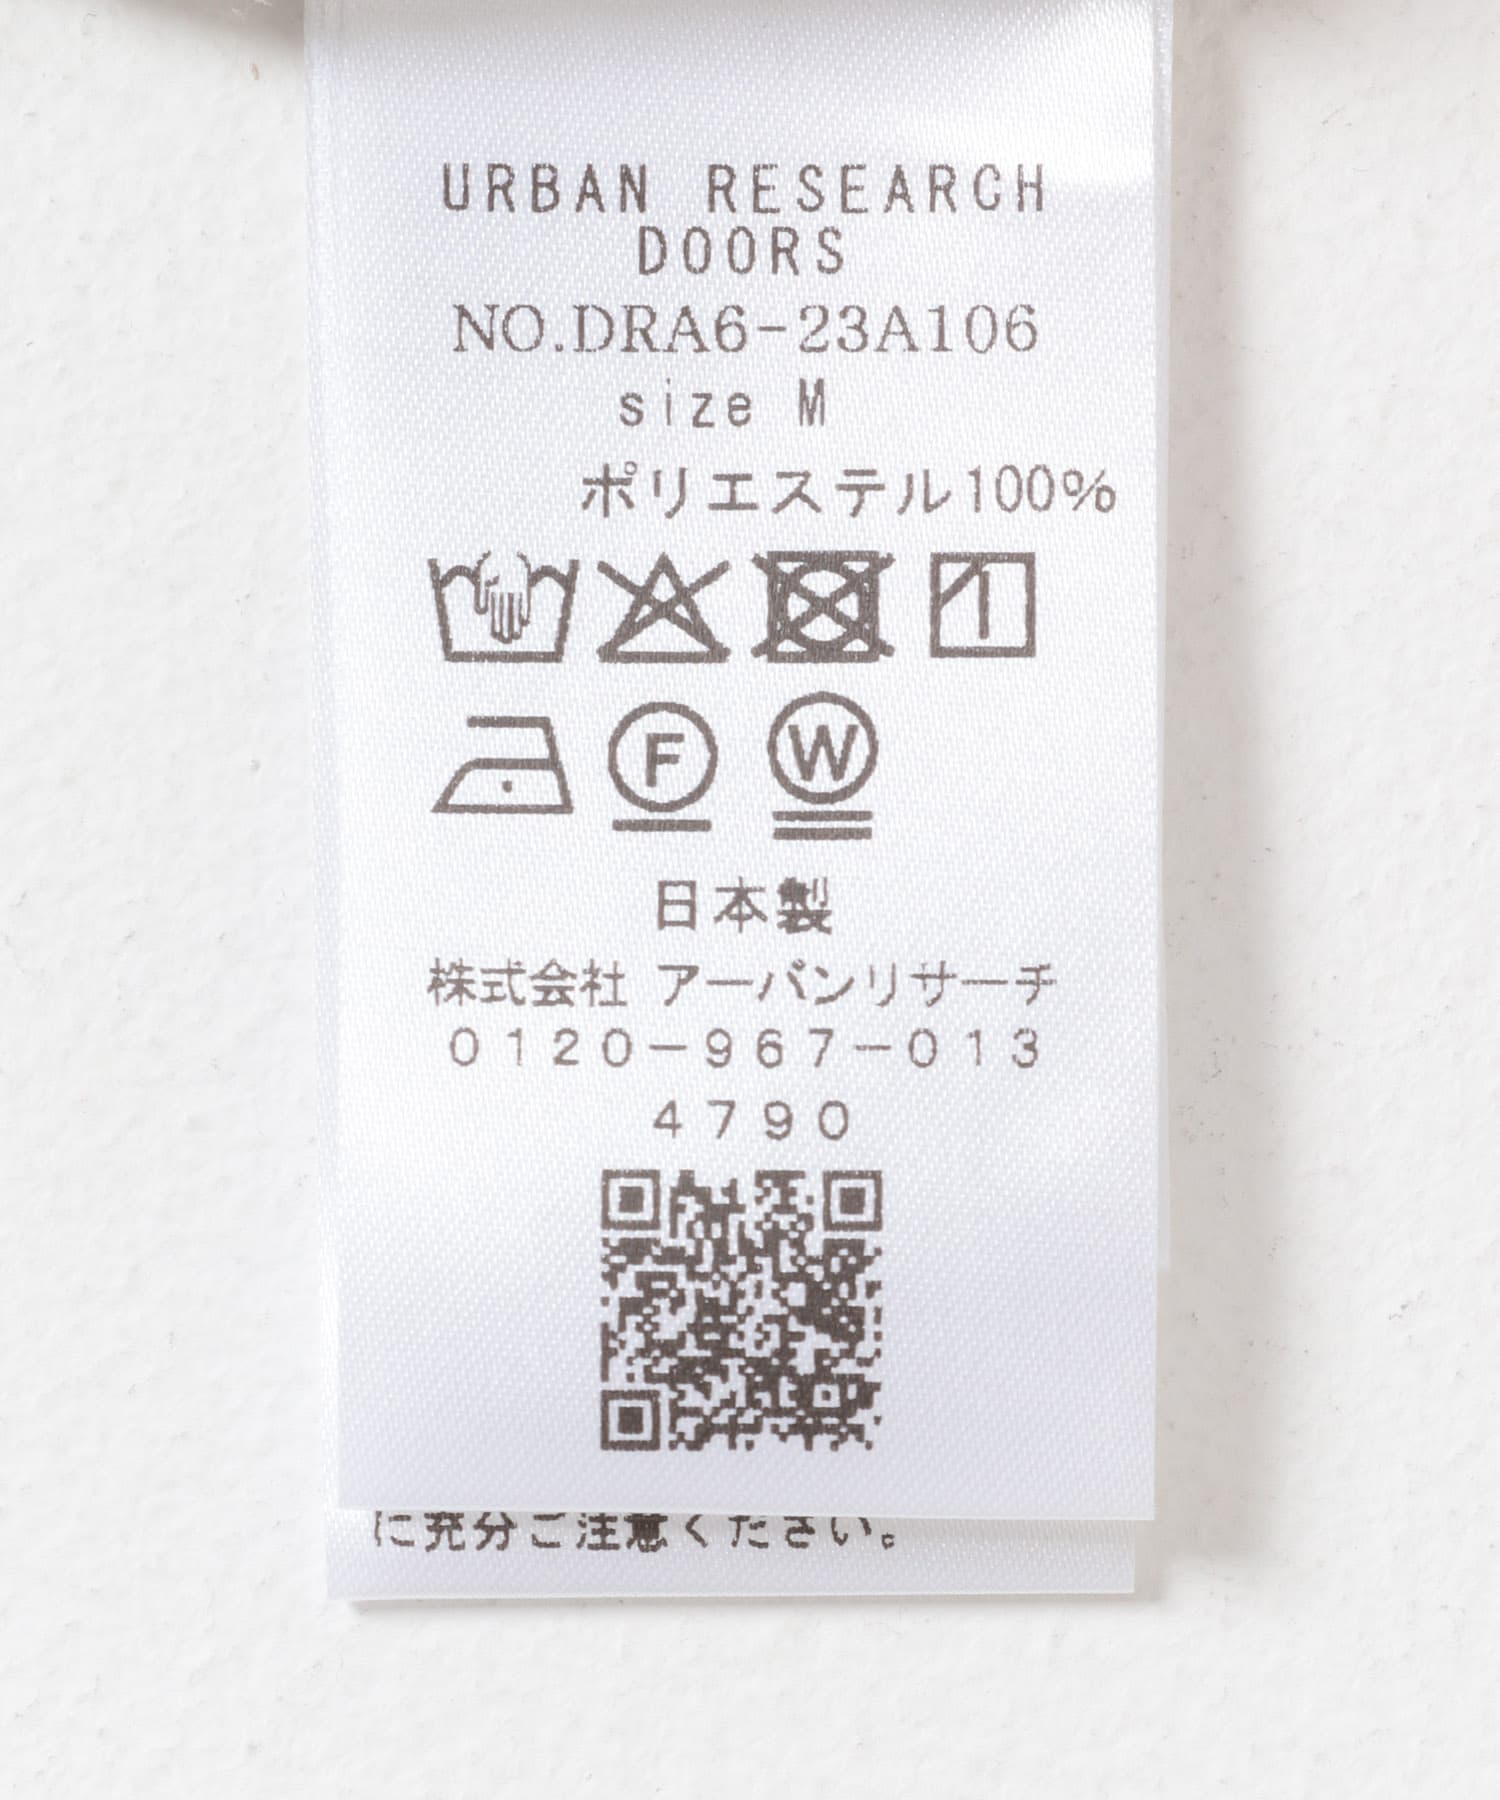 URBAN RESEARCH
DOORS
NO.DRA6-23A106
size M
ポリエステル100%
F W
日本製
株式会社 アーバンリサーチ
0120-967-013
4790
に充分ご注意ください。